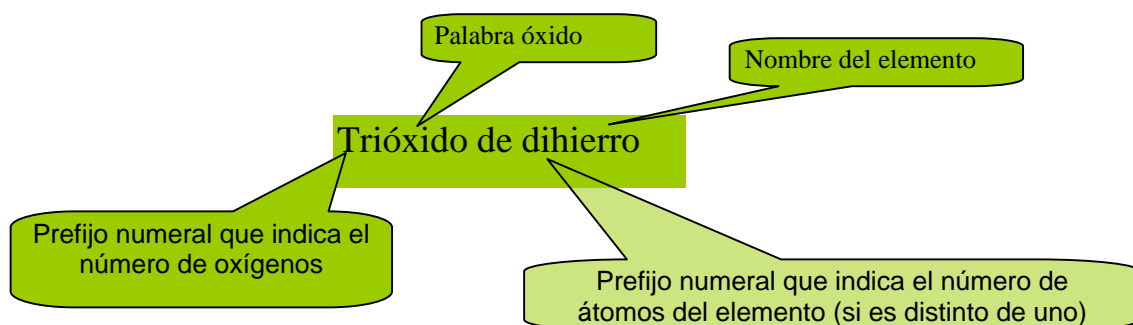 Palabra óxido
Nombre del elemento
Trióxido de dihierro
Prefijo numeral que indica el
número de oxígenos
Prefijo numeral que indica el número de
átomos del elemento (si es distinto de uno)